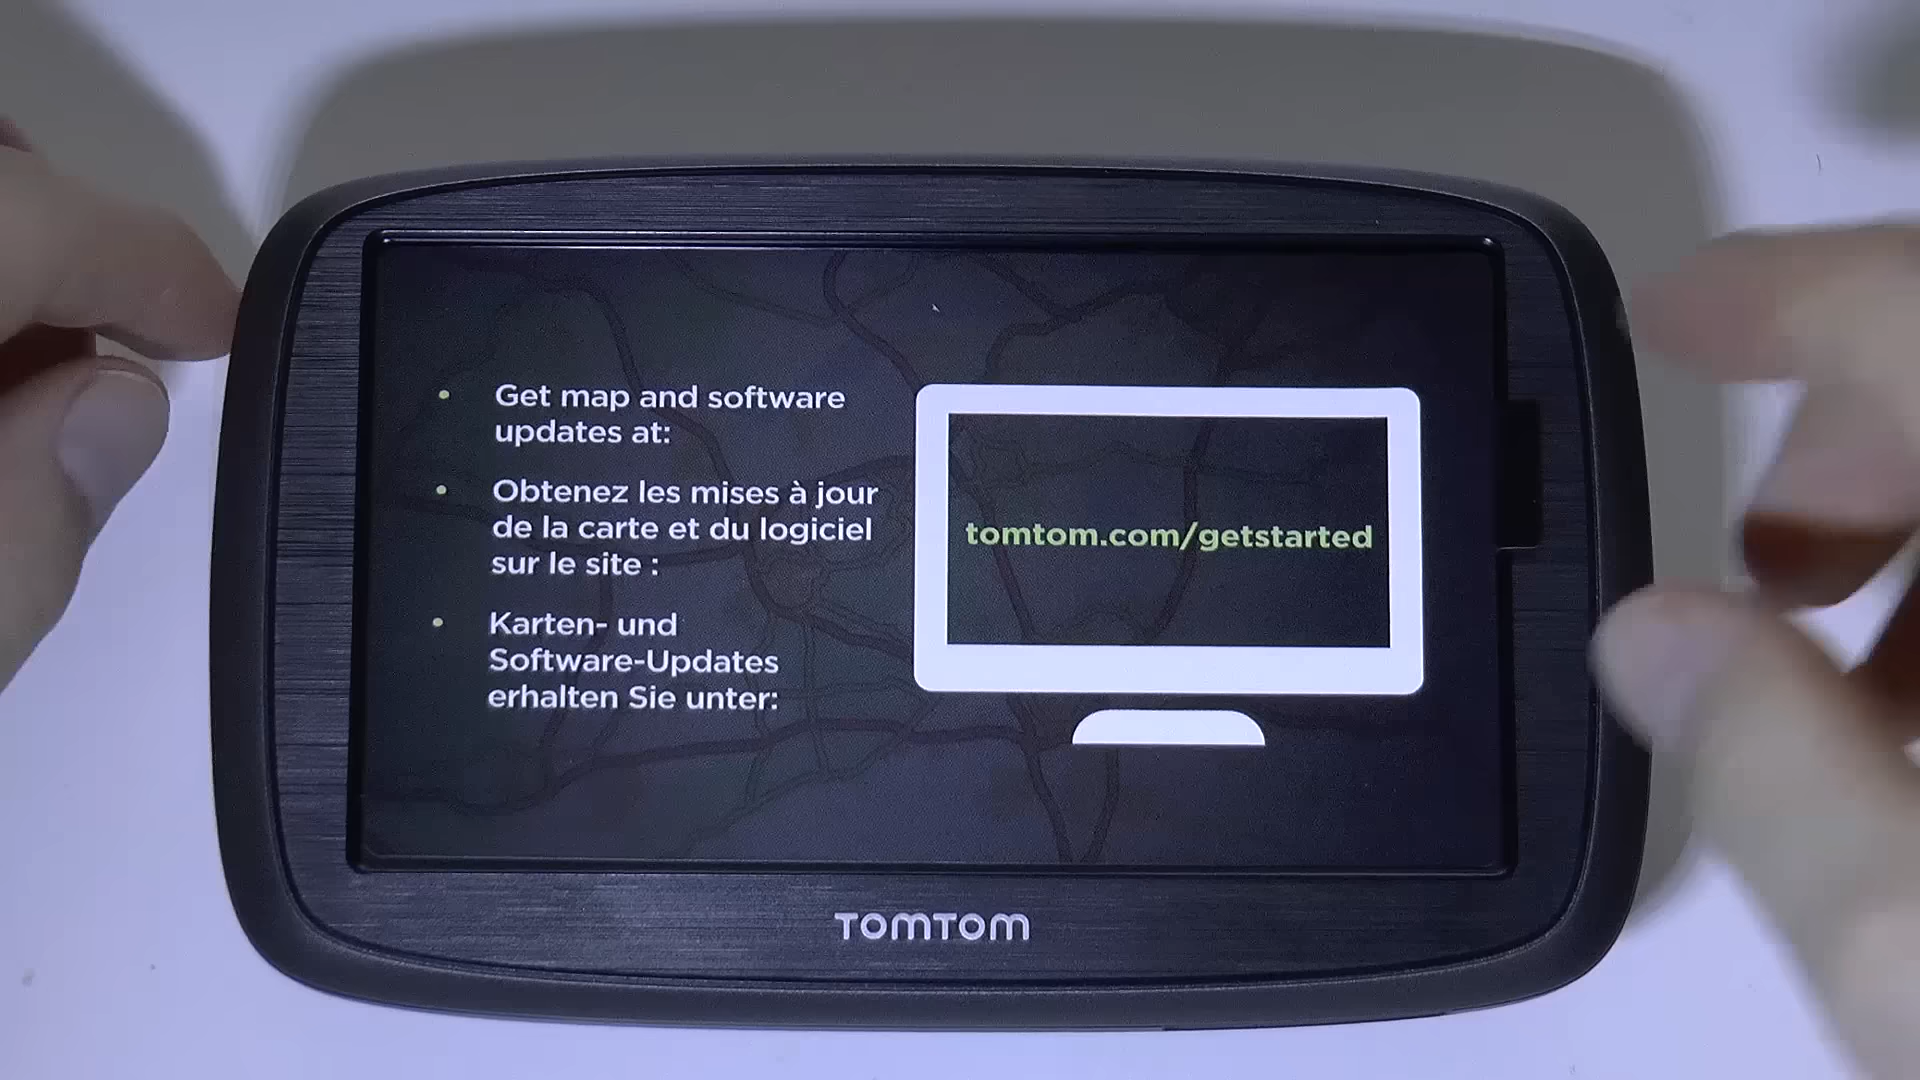 • Get map and software
updates at:
• Obtenez les mises à jour
de la carte et du logiciel
sur le site :
• Karten- und
Software-Updates
erhalten Sie unter:
tomtom.com/getstarted
TOMTOM